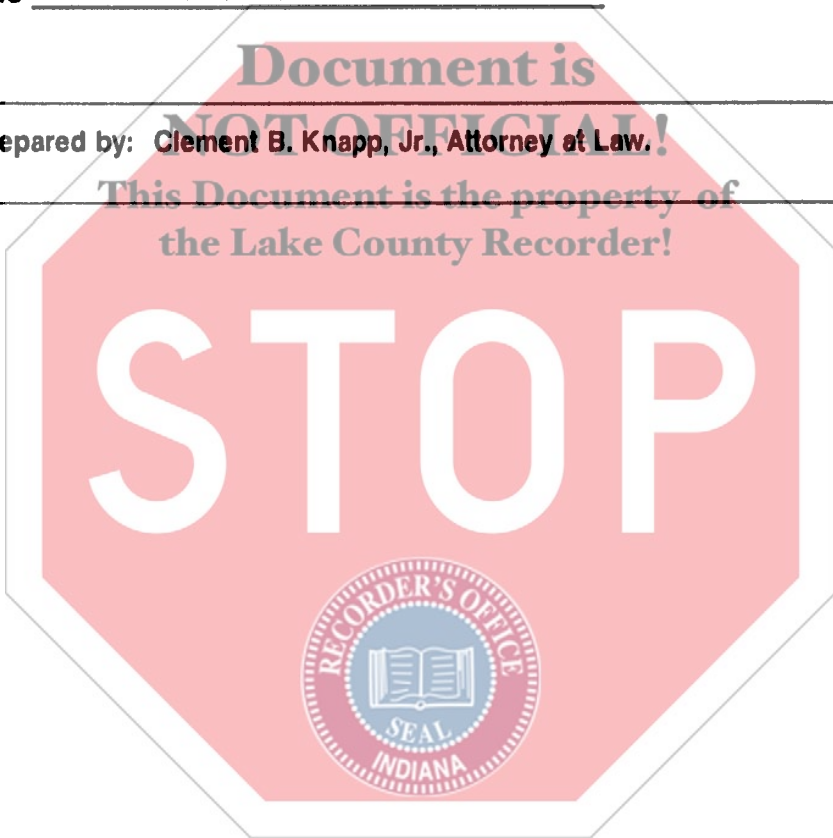 Document is
NOT OFFICIAL!
epared by: Clement B. Knapp, Jr., Attorney at Law.
This Document is the property of
the Lake County Recorder!
STOP
RECORDER'S OFFICE
SEAL
INDIANA